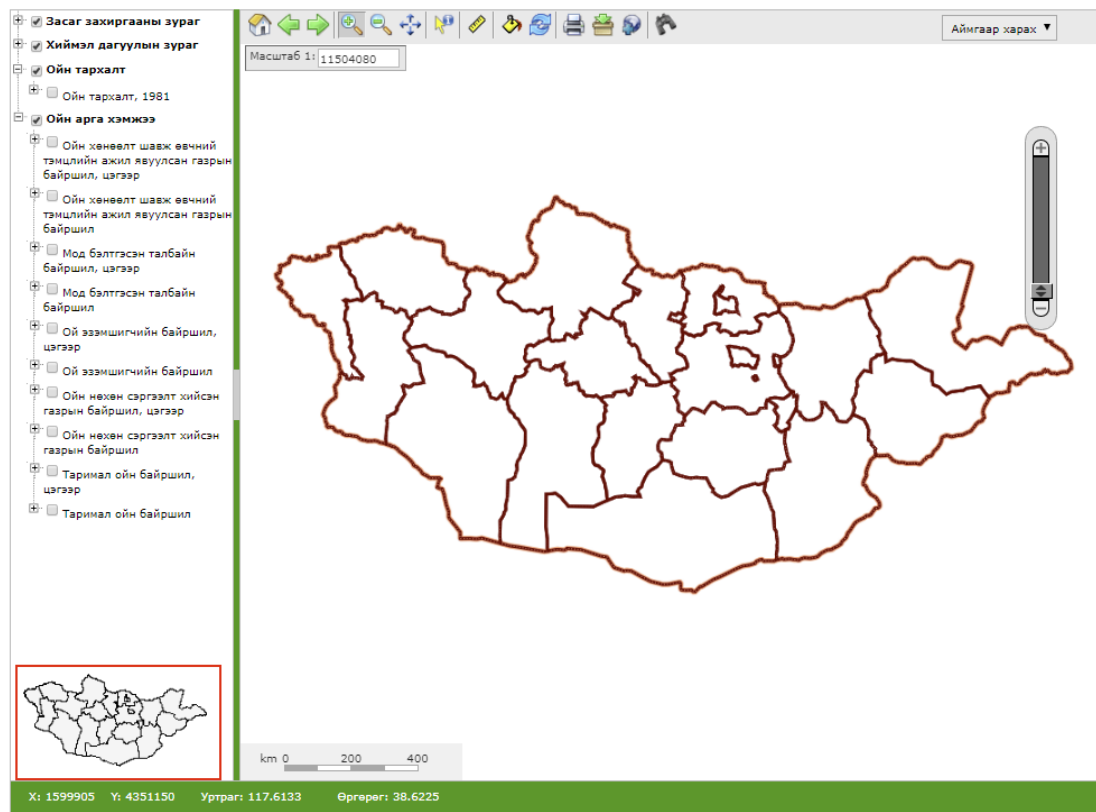 Засаг захиргааны зураг
Хиймэл дагуулын зураг
Ойн тархалт
Ойн тархалт, 1981
Ойн арга хэмжээ
Ойн хөнөөлт шавж өвчний
тэмцлийн ажил явуулсан газрын
байршил, цэгээр
Ойн хөнөөлт шавж өвчний
тэмцлийн ажил явуулсан газрын
байршил
Мод бэлтгэсэн талбайн
байршил, цэгээр
Мод бэлтгэсэн талбайн
байршил
Ой эзэмшигчийн байршил,
цэгээр
Ой эзэмшигчийн байршил
Ойн нөхөн сэргээлт хийсэн
газрын байршил, цэгээр
Ойн нөхөн сэргээлт хийсэн
газрын байршил
Таримал ойн байршил,
цэгээр
Таримал ойн байршил
Аймгаар харах
Масштаб 1: 11504080
km 0 200 400
X: 1599905 Y: 4351150 Уртраг: 117.6133 Өргөрөг: 38.6225